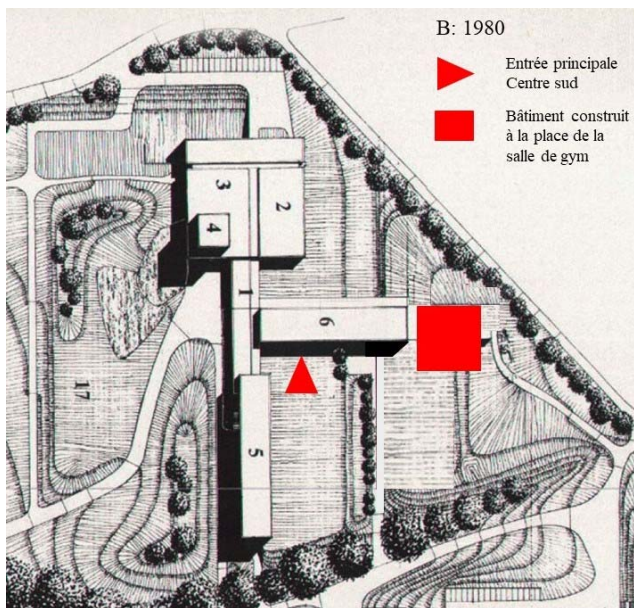 B: 1980
Entrée principale
Centre sud
Bâtiment construit
à la place de la
salle de gym
3
2
4
1
6
17
5